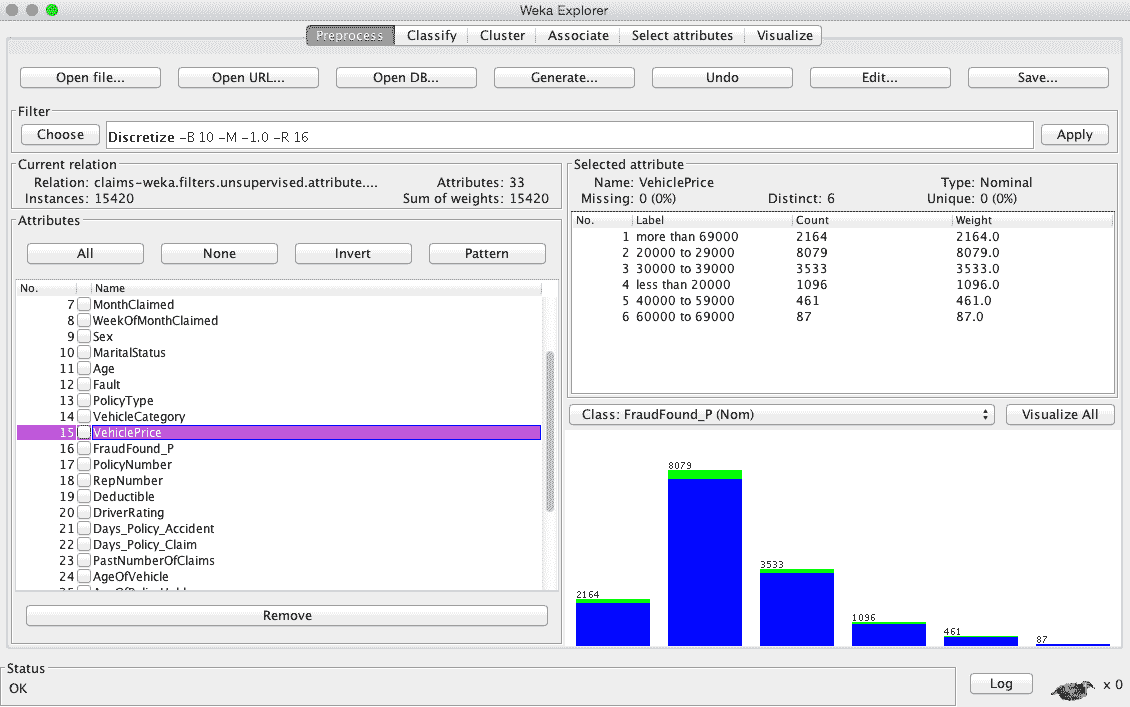 Weka Explorer
Preprocess Classify Cluster Associate Select attributes Visualize
Open file... Open URL... Open DB... Generate... Undo Edit... Save...
Filter
Choose Discretize -B 10 -M -1.0 -R 16 Apply
Current relation
Relation: claims-weka.filters.unsupervised.attribute.... Attributes: 33
Instances: 15420 Sum of weights: 15420
Attributes
All None Invert Pattern
No. Name
7 MonthClaimed
8 WeekOfMonthClaimed
9 Sex
10 MaritalStatus
11 Age
12 Fault
13 PolicyType
14 VehicleCategory
15 VehiclePrice
16 FraudFound_P
17 PolicyNumber
18 RepNumber
19 Deductible
20 DriverRating
21 Days_Policy_Accident
22 Days_Policy_Claim
23 PastNumberOfClaims
24 AgeOfVehicle
Remove
Selected attribute
Name: VehiclePrice Type: Nominal
Missing: 0 (0%) Distinct: 6 Unique: 0 (0%)
No. Label Count Weight
1 more than 69000 2164 2164.0
2 20000 to 29000 8079 8079.0
3 30000 to 39000 3533 3533.0
4 less than 20000 1096 1096.0
5 40000 to 59000 461 461.0
6 60000 to 69000 87 87.0
Class: FraudFound_P (Nom) Visualize All
2164 8079 3533 1096 461 87
Status
OK Log x 0